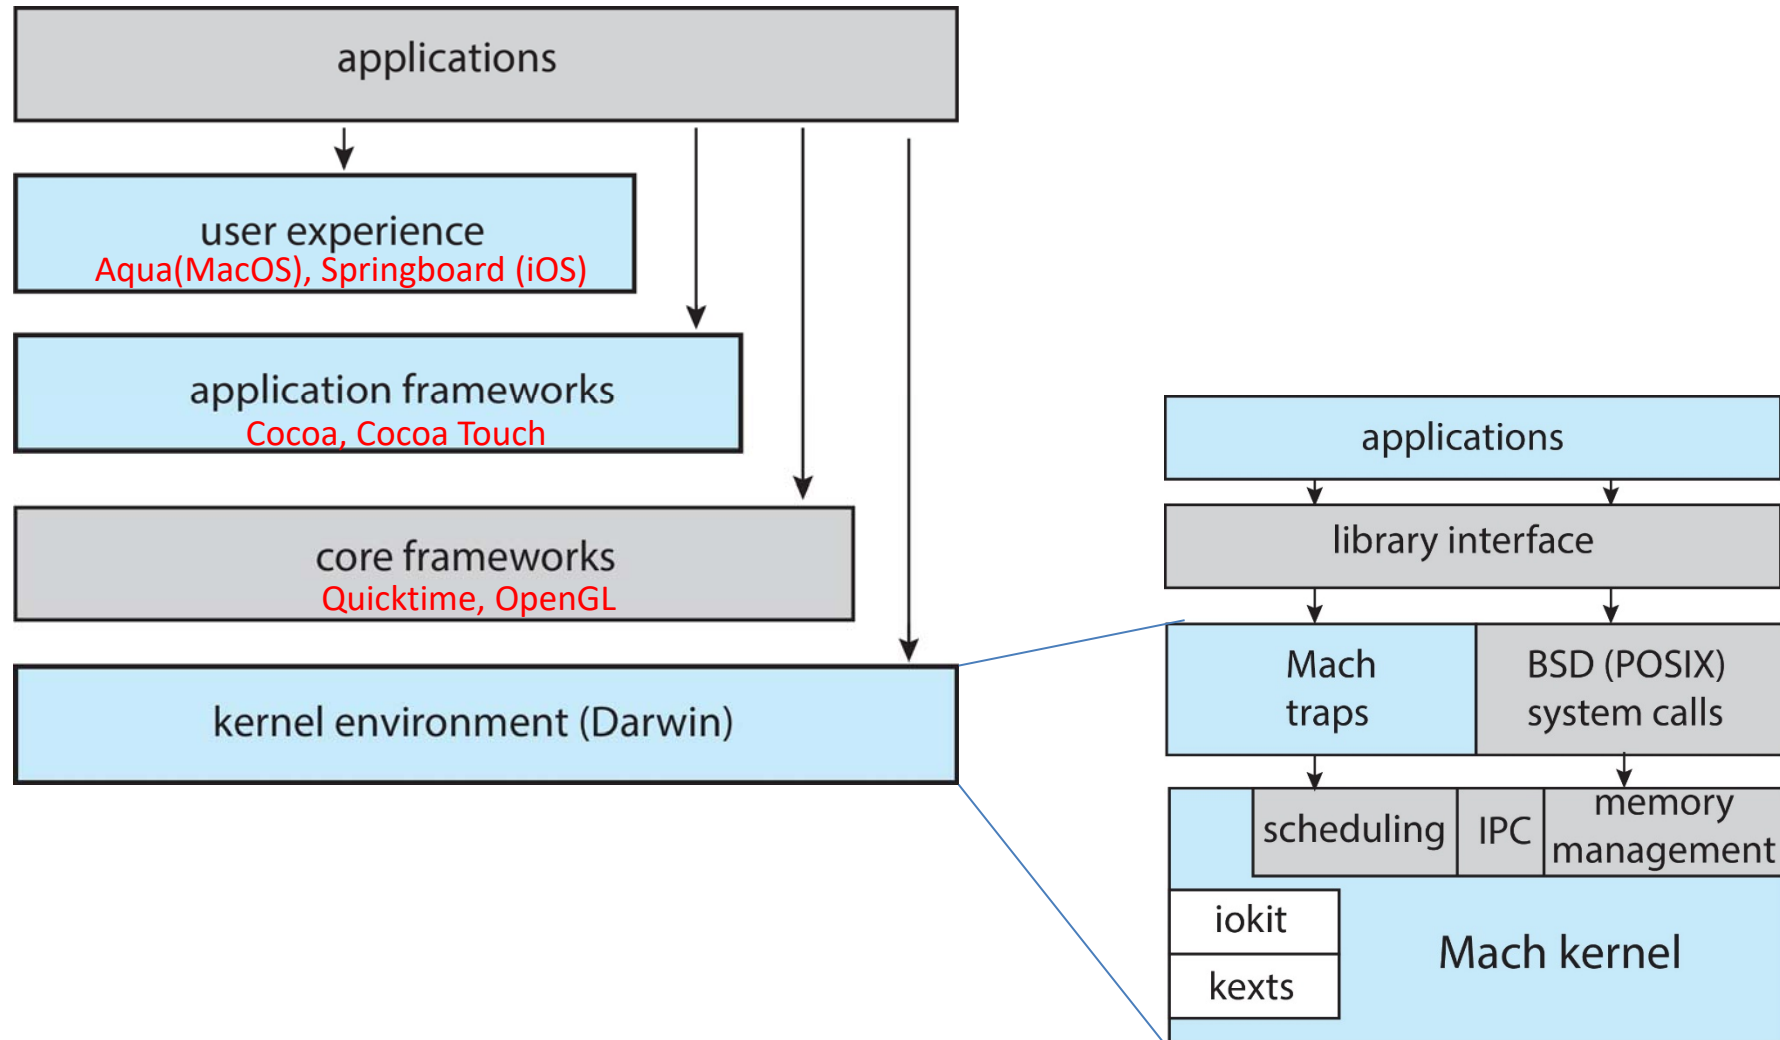 applications
user experience
Aqua(MacOS), Springboard (iOS)
application frameworks
Cocoa, Cocoa Touch
core frameworks
Quicktime, OpenGL
kernel environment (Darwin)
applications
library interface
Mach
traps
BSD (POSIX)
system calls
scheduling
IPC
memory
management
iokit
kexts
Mach kernel